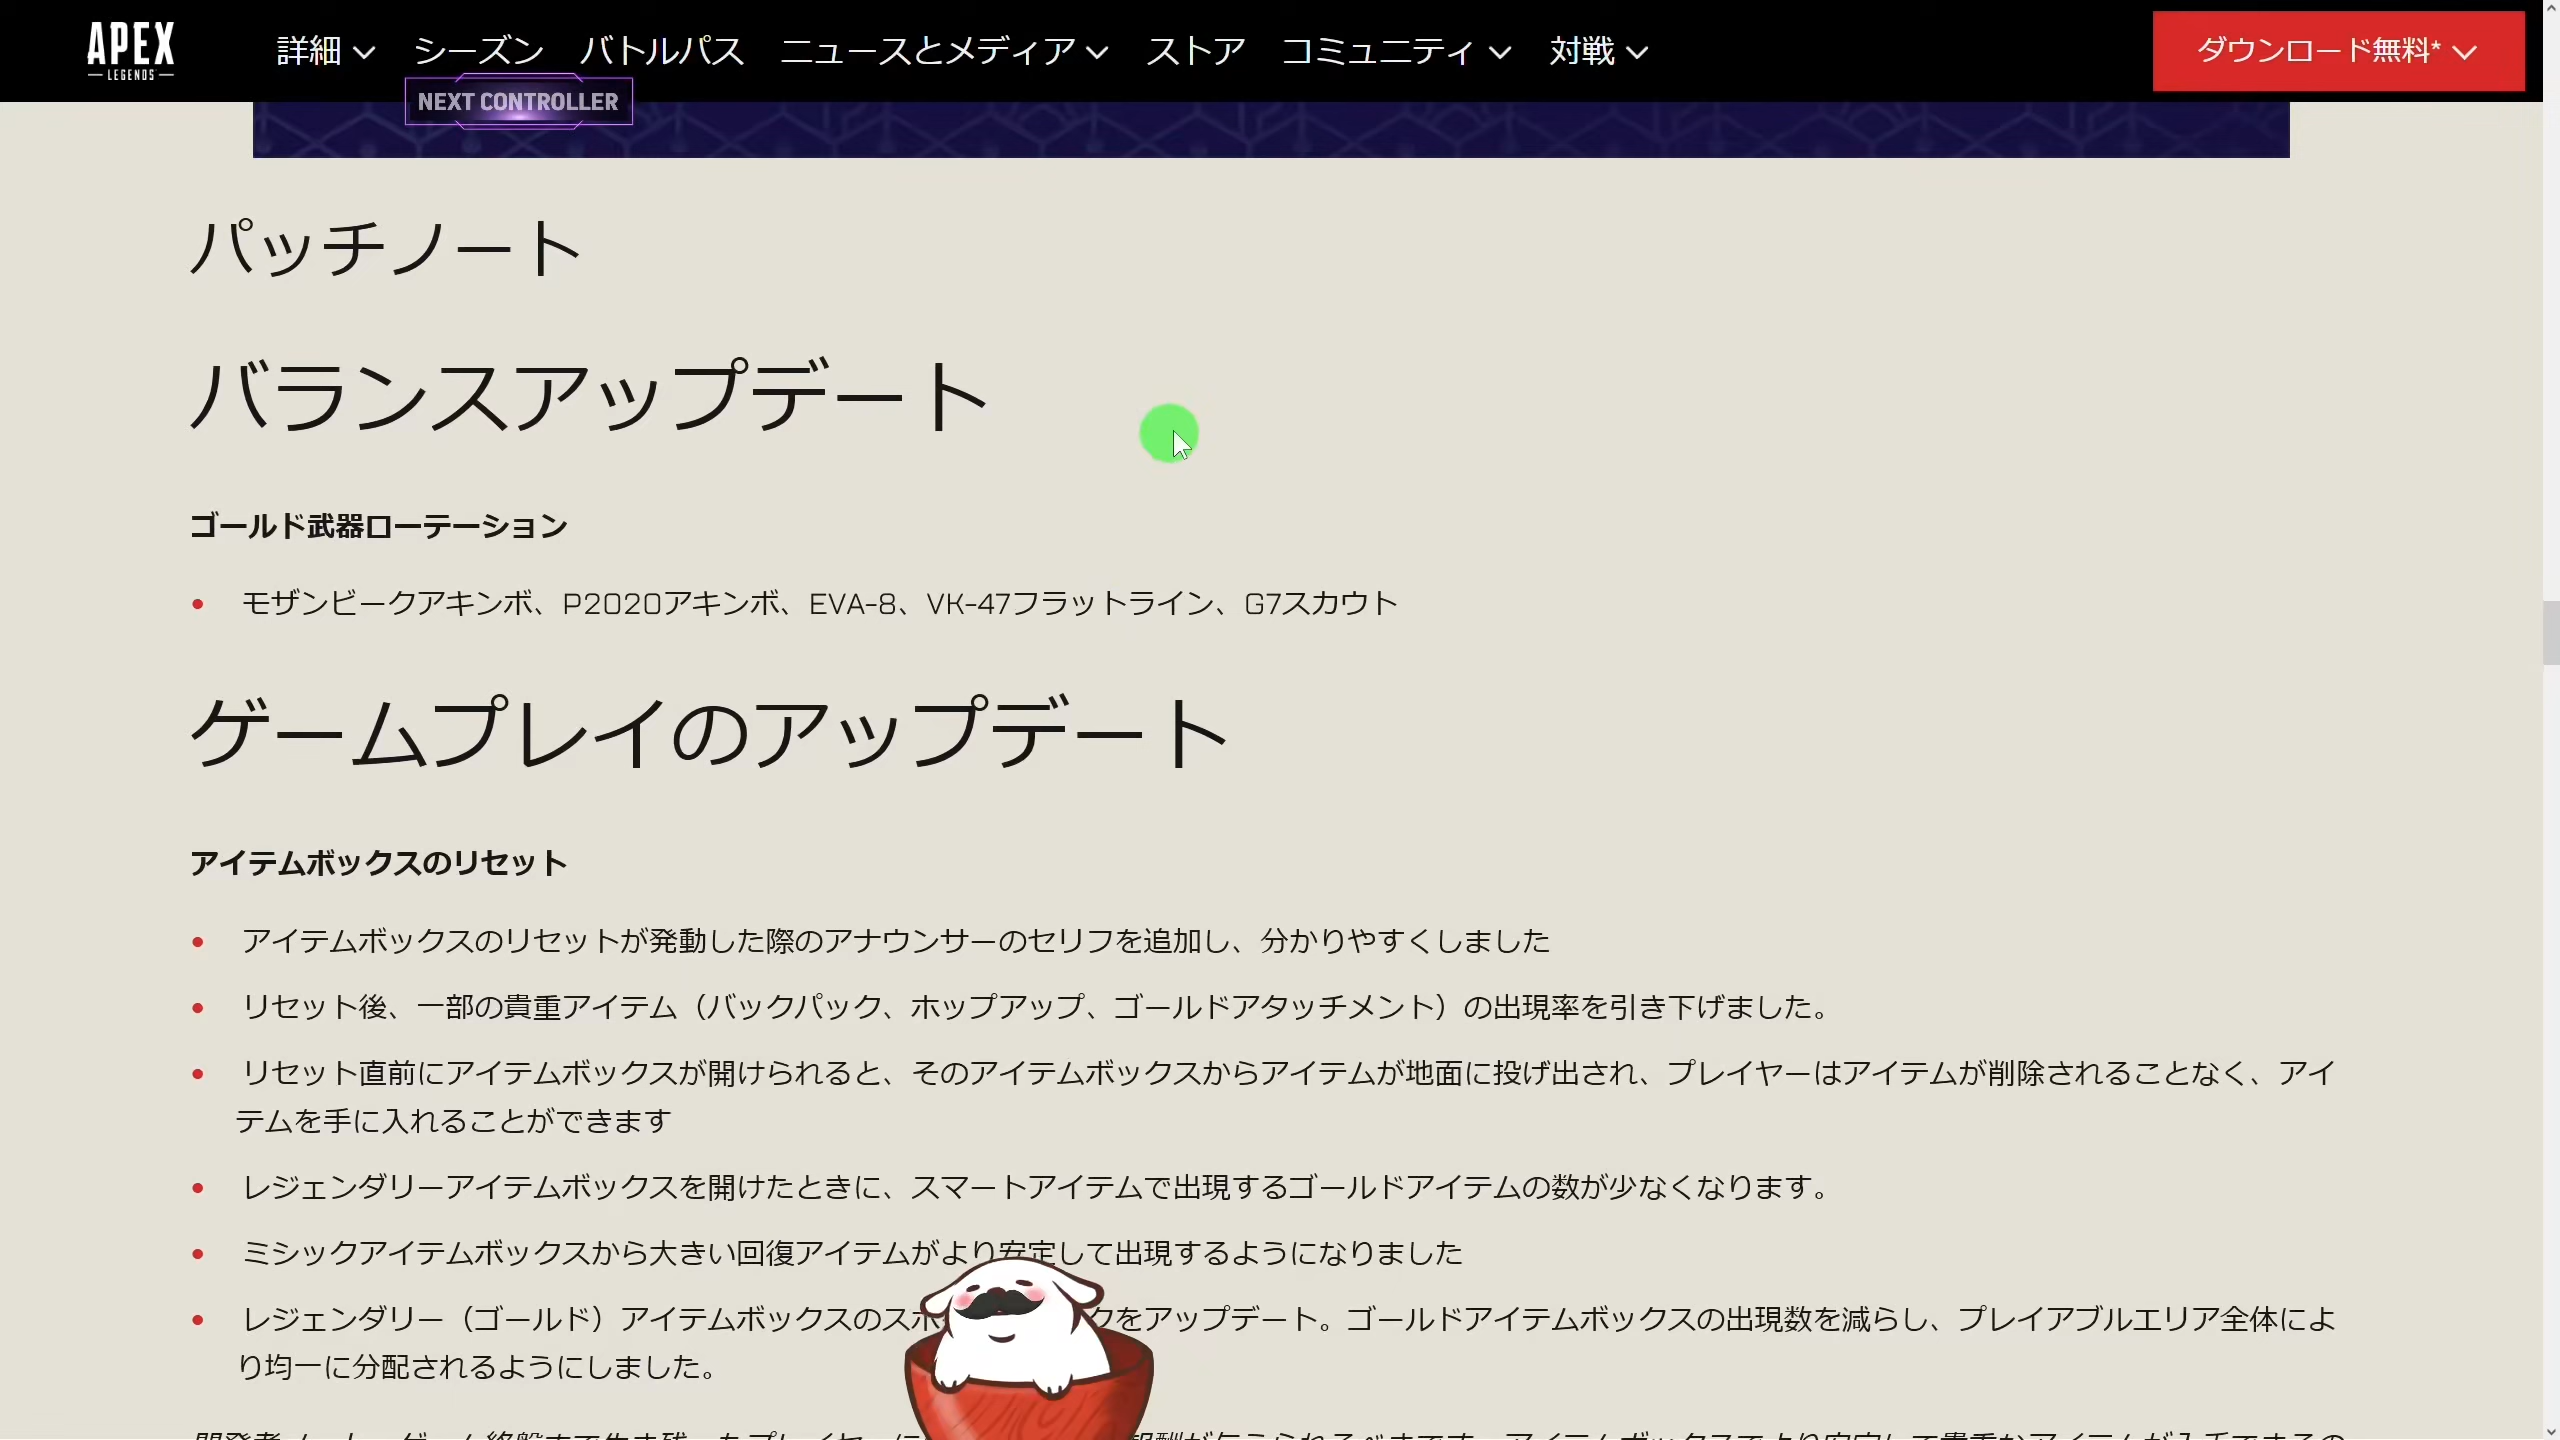 APEX
LEGENDS
詳細 シーズン バトルパス ニュースとメディア ストア コミュニティ 対戦 ダウンロード無料*
NEXT CONTROLLER
パッチノート
バランスアップデート
ゴールド武器ローテーション
モザンビークアキンボ、P2020アキンボ、EVA-8、VK-47フラットライン、G7スカウト
ゲームプレイのアップデート
アイテムボックスのリセット
アイテムボックスのリセットが発動した際のアナウンサーのセリフを追加し、分かりやすくしました
リセット後、一部の貴重アイテム（バックパック、ホップアップ、ゴールドアタッチメント）の出現率を引き下げました。
リセット直前にアイテムボックスが開けられると、そのアイテムボックスからアイテムが地面に投げ出され、プレイヤーはアイテムが削除されることなく、アイ
テムを手に入れることができます
レジェンダリーアイテムボックスを開けたときに、スマートアイテムで出現するゴールドアイテムの数が少なくなります。
ミシックアイテムボックスから大きい回復アイテムがより安定して出現するようになりました
レジェンダリー（ゴールド）アイテムボックスのスポ クをアップデート。ゴールドアイテムボックスの出現数を減らし、プレイアブルエリア全体によ
り均一に分配されるようにしました。